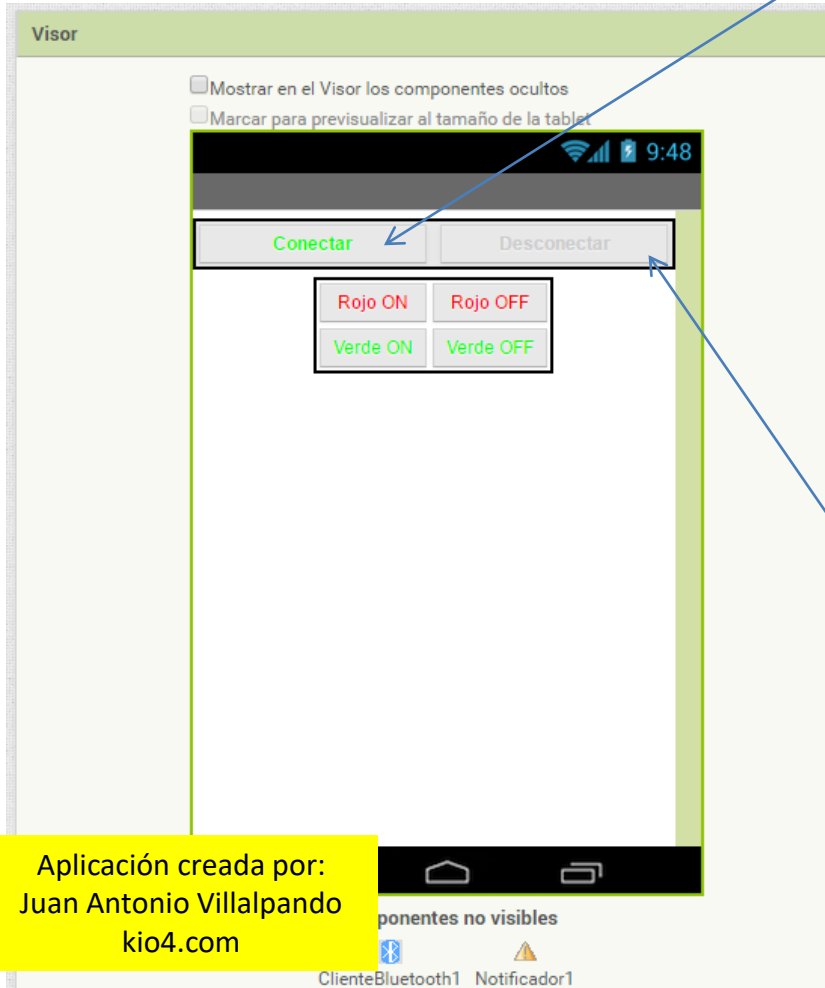 Visor
Mostrar en el Visor los componentes ocultos
Marcar para previsualizar al tamaño de la tablet
9:48
Conectar Desconectar
Rojo ON Rojo OFF
Verde ON Verde OFF
Aplicación creada por:
Juan Antonio Villalpando
kio4.com
ponentes no visibles
ClienteBluetooth1 Notificador1